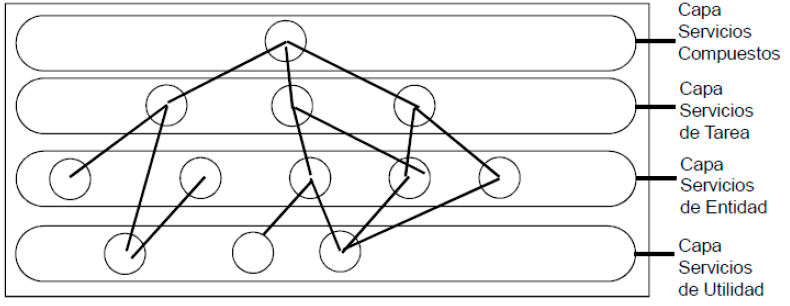 Capa
Servicios
Compuestos
Capa
Servicios
de Tarea
Capa
Servicios
de Entidad
Capa
Servicios
de Utilidad